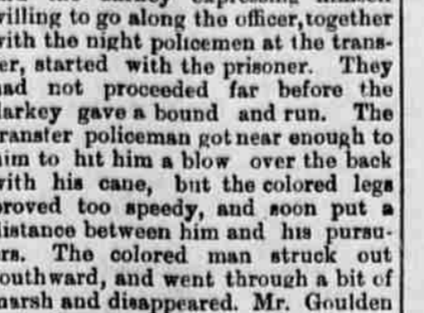 willing to go along the officer, together
with the night policemen at the trans-
er, started with the prisoner. They
had not proceeded far before the
darkey gave a bound and run. The
transter policeman got near enough to
him to hit him a blow over the back
with his cane, but the colored legs
proved too speedy, and soon put a
distance between him and his pursu-
ers. The colored man struck out
southward, and went through a bit of
marsh and disappeared. Mr. Goulden